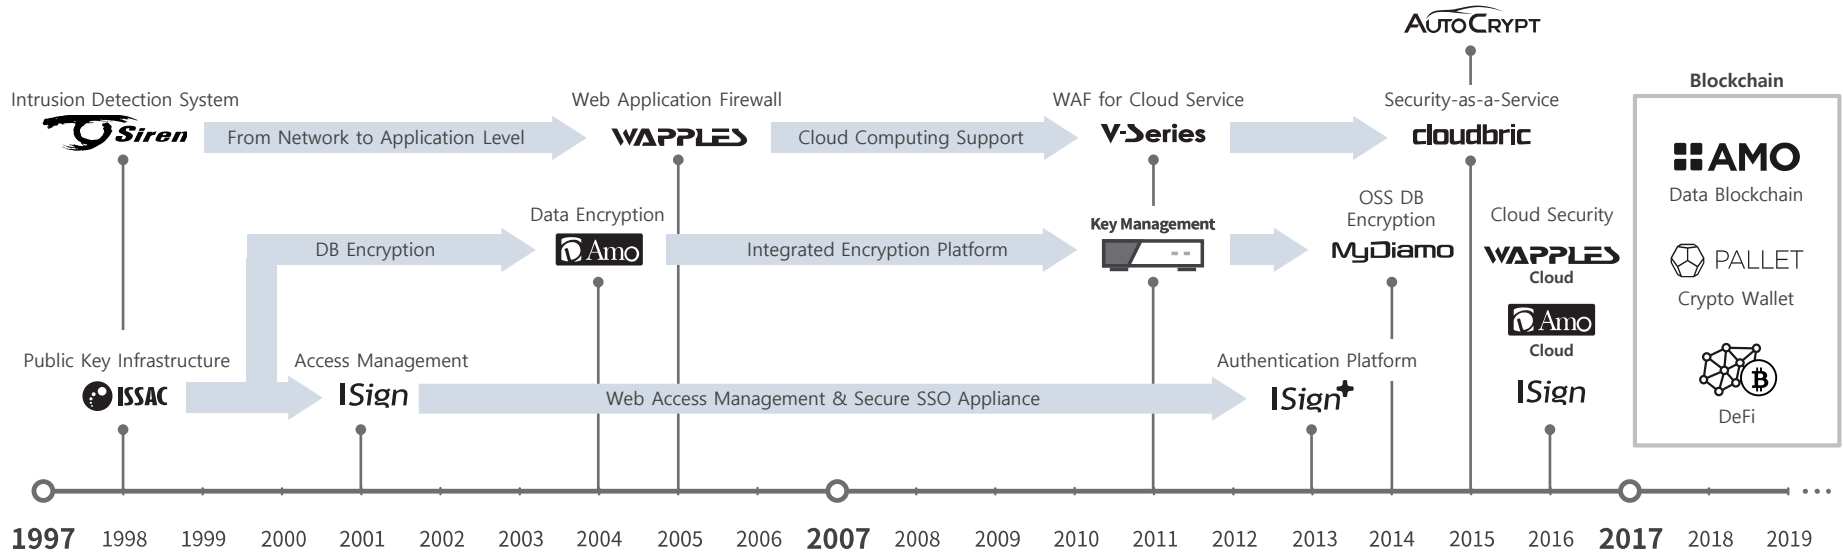 AUTOCRYPT
Intrusion Detection System
Siren
From Network to Application Level
Web Application Firewall
WAPPLES
Cloud Computing Support
WAF for Cloud Service
V-Series
Security-as-a-Service
cloudbric
Blockchain
AMO
Data Blockchain
PALLET
Crypto Wallet
DeFi
DB Encryption
Data Encryption
D Amo
Integrated Encryption Platform
Key Management
OSS DB
Encryption
MyDiamo
Cloud Security
WAPPLES
Cloud
D Amo
Cloud
ISign
Public Key Infrastructure
ISSAC
Access Management
ISign
Web Access Management & Secure SSO Appliance
Authentication Platform
ISign+
1997 1998 1999 2000 2001 2002 2003 2004 2005 2006 2007 2008 2009 2010 2011 2012 2013 2014 2015 2016 2017 2018 2019